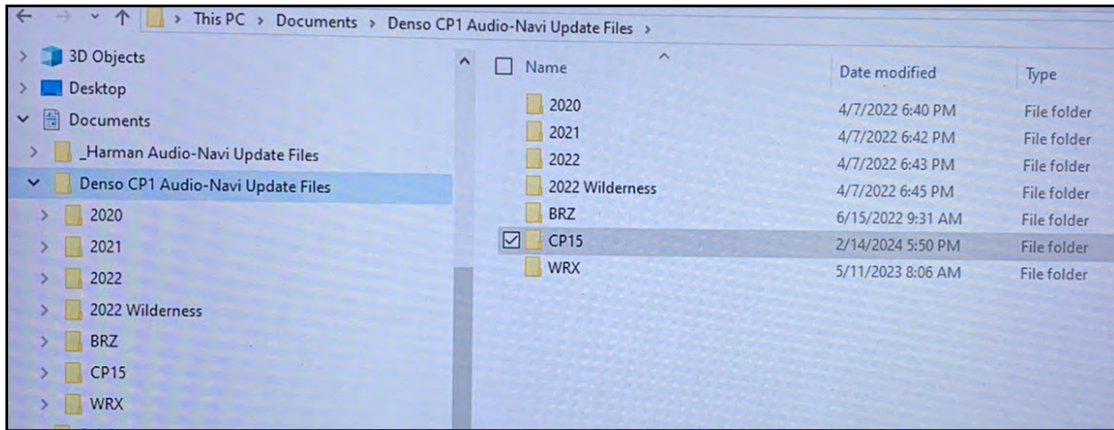 This PC > Documents > Denso CP1 Audio-Navi Update Files >
3D Objects
Desktop
Documents
_Harman Audio-Navi Update Files
Denso CP1 Audio-Navi Update Files
2020
2021
2022
2022 Wilderness
BRZ
CP15
WRX
Name Date modified Type
2020 4/7/2022 6:40 PM File folder
2021 4/7/2022 6:42 PM File folder
2022 4/7/2022 6:43 PM File folder
2022 Wilderness 4/7/2022 6:45 PM File folder
BRZ 6/15/2022 9:31 AM File folder
CP15 2/14/2024 5:50 PM File folder
WRX 5/11/2023 8:06 AM File folder